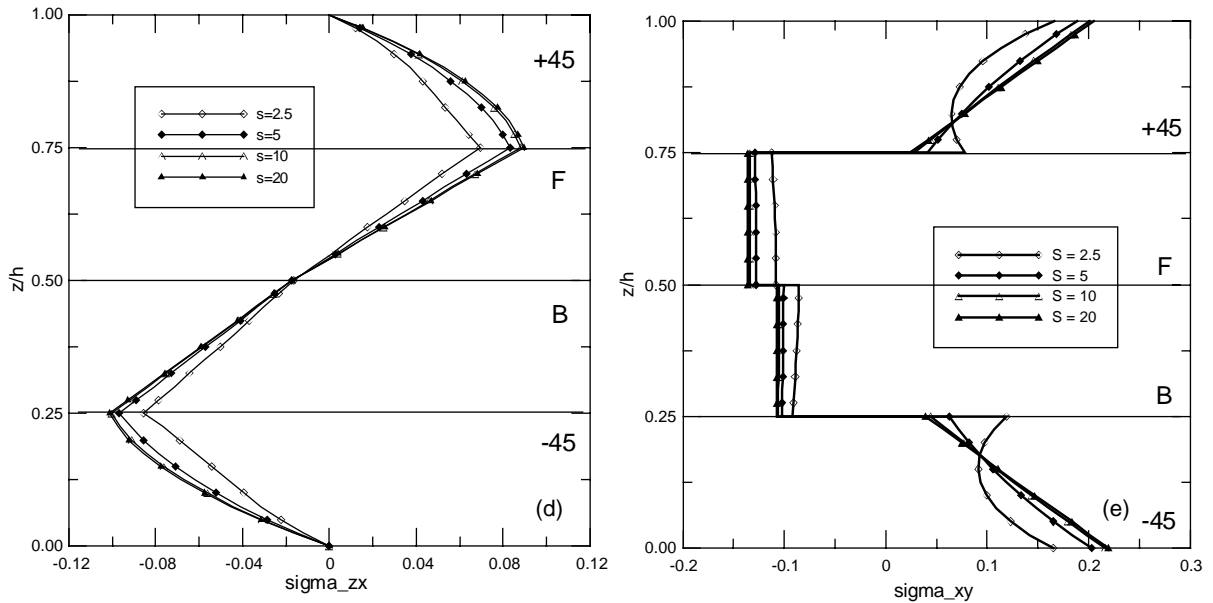 1.00
0.75
0.50
0.25
0.00
z/h
-0.12
-0.08
-0.04
0
0.04
0.08
0.12
sigma_zx
s=2.5
s=5
s=10
s=20
+45
F
B
-45
(d)
1.00
0.75
0.50
0.25
0.00
z/h
-0.2
-0.1
0
0.1
0.2
0.3
sigma_xy
S = 2.5
S = 5
S = 10
S = 20
+45
F
B
(e)
-45